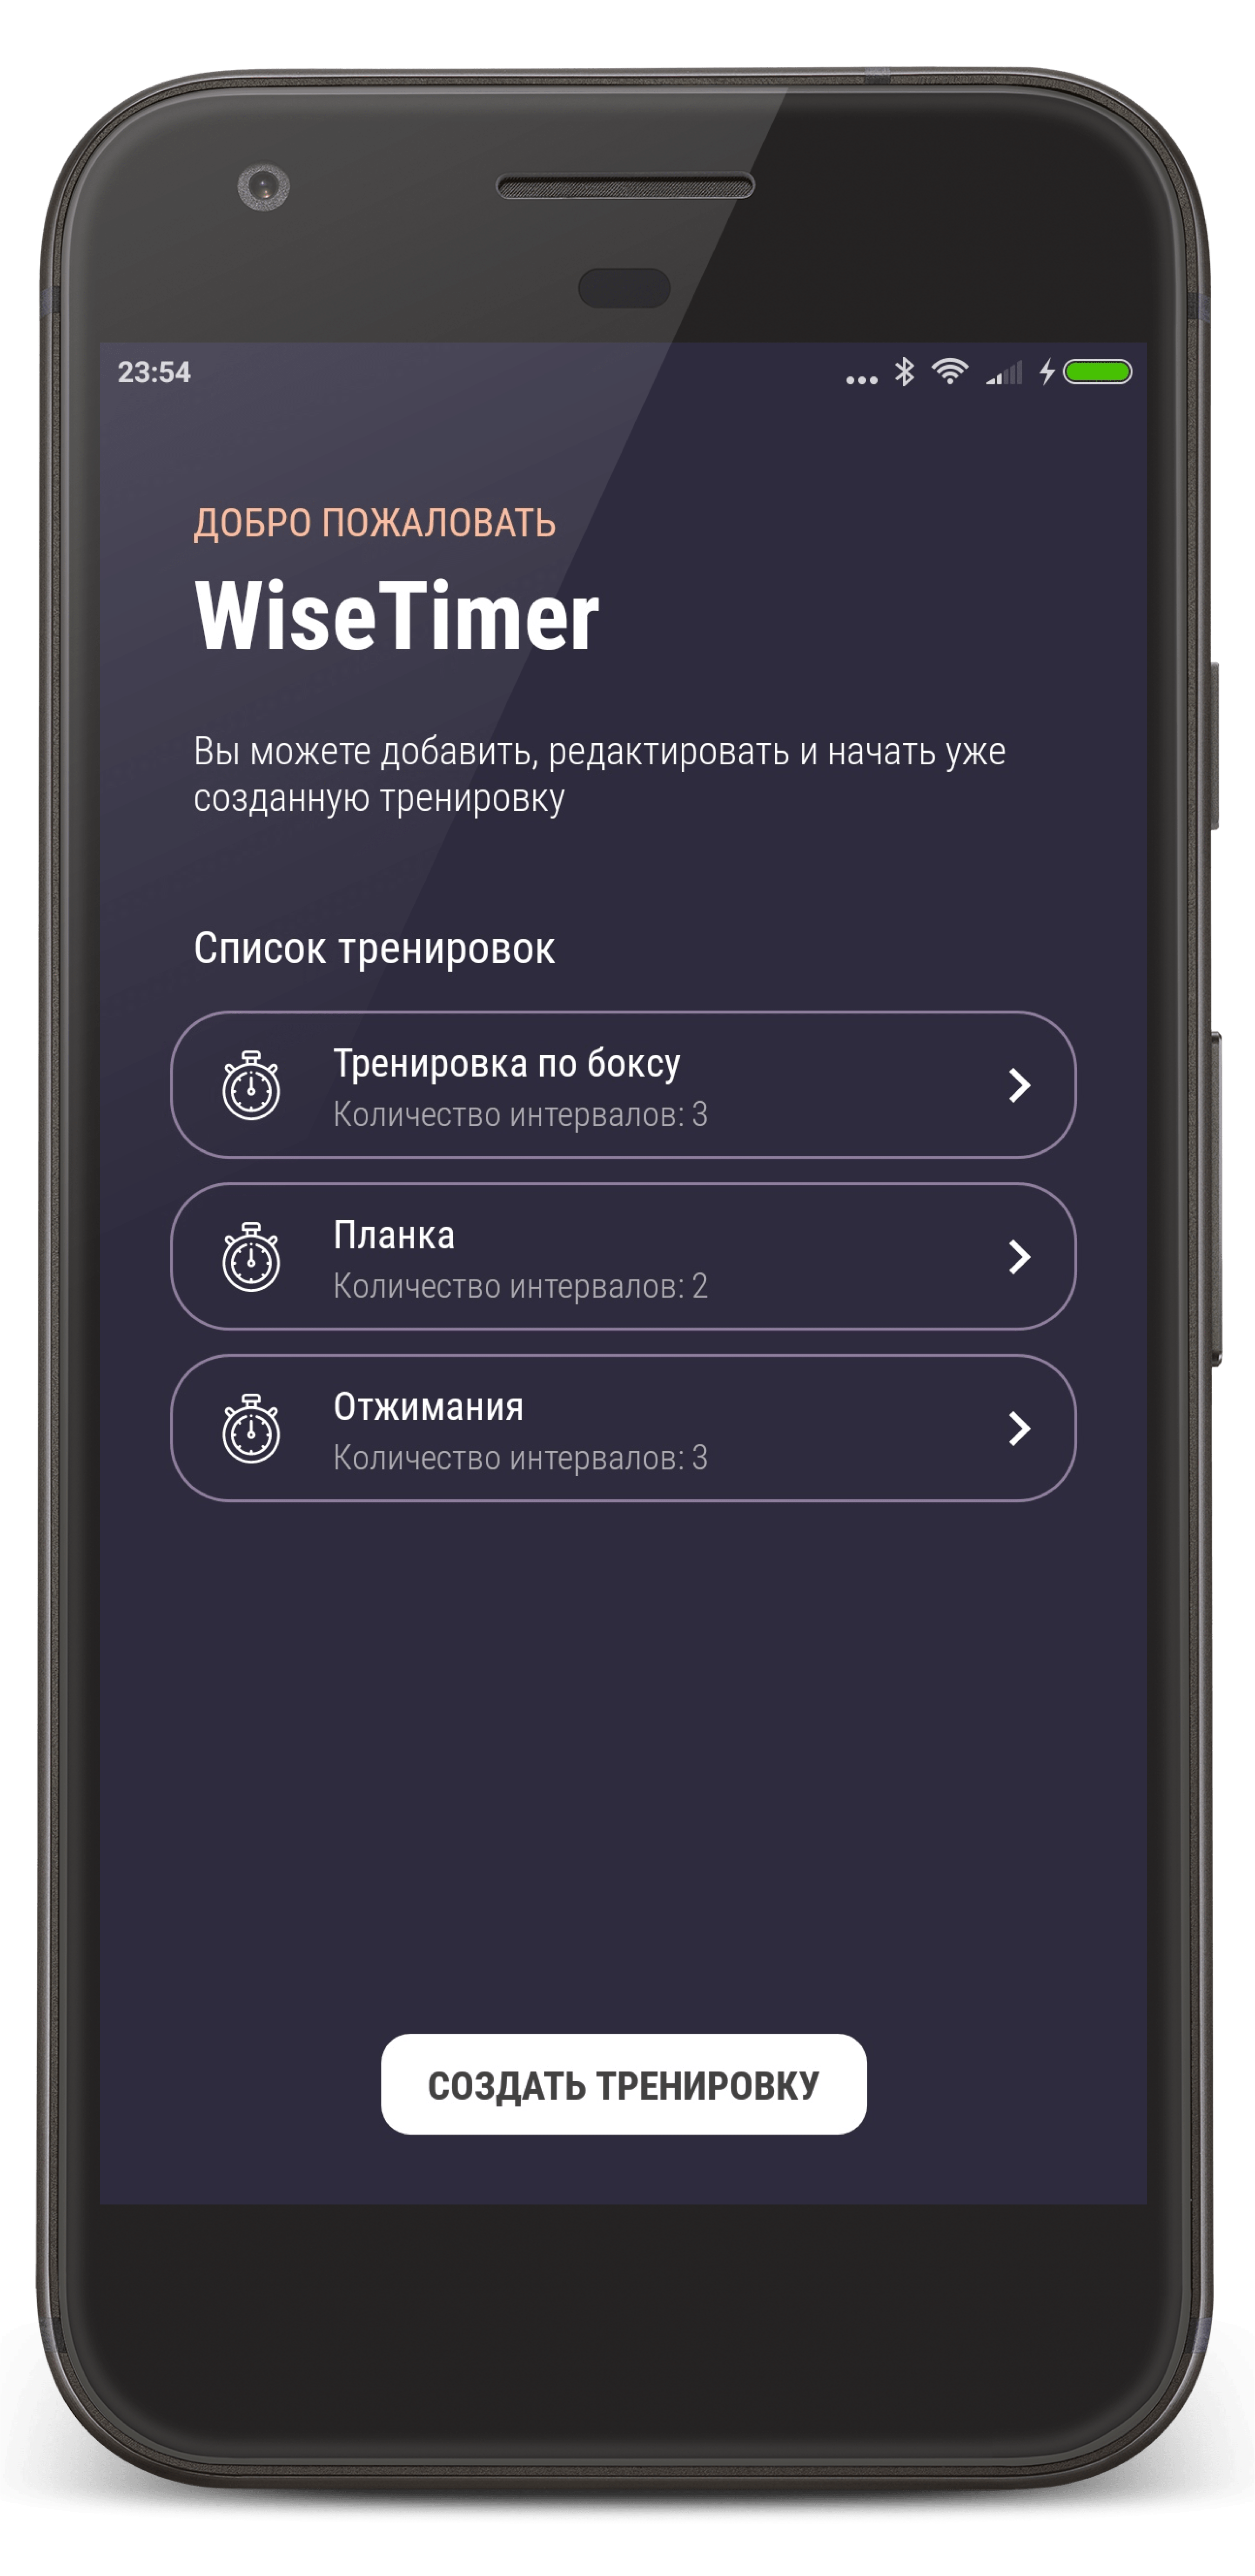 23:54
ДОБРО ПОЖАЛОВАТЬ
WiseTimer
Вы можете добавить, редактировать и начать уже
созданную тренировку
Список тренировок
Тренировка по боксу
Количество интервалов: 3
Планка
Количество интервалов: 2
Отжимания
Количество интервалов: 3
СОЗДАТЬ ТРЕНИРОВКУ